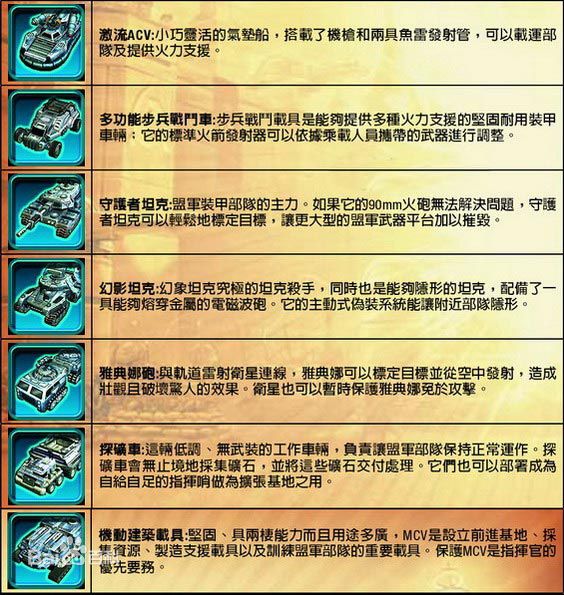 激流ACV:小巧靈活的氣墊船，搭載了機槍和兩具魚雷發射管，可以載運部
隊及提供火力支援。
多功能步兵戰鬥車:步兵戰鬥載具是能夠提供多種火力支援的堅固耐用裝甲
車輛；它的標準火箭發射器可以依據乘載人員攜帶的武器進行調整。
守護者坦克:盟軍裝甲部隊的主力。如果它的90mm火砲無法解決問題，守護
者坦克可以輕鬆地標定目標，讓更大型的盟軍武器平台加以摧毀。
幻影坦克:幻象坦克究極的坦克殺手，同時也是能夠隱形的坦克，配備了一
具能夠熔穿金屬的電磁波砲。它的主動式偽裝系統能讓附近部隊隱形。
雅典娜砲:與軌道雷射衛星連線，雅典娜可以標定目標並從空中發射，造成
壯觀且破壞驚人的效果。衛星也可以暫時保護雅典娜免於攻擊。
探礦車:這輛低調、無武裝的工作車輛，負責讓盟軍部隊保持正常運作。探
礦車會無止境地採集礦石，並將這些礦石交付處理。它們也可以部署成為
自給自足的指揮哨做為擴張基地之用。
機動建築載具:堅固、具兩棲能力而且用途多廣，MCV是設立前進基地、採
集資源、製造支援載具以及訓練盟軍部隊的重要載具。保護MCV是指揮官的
優先要務。
Bai百科